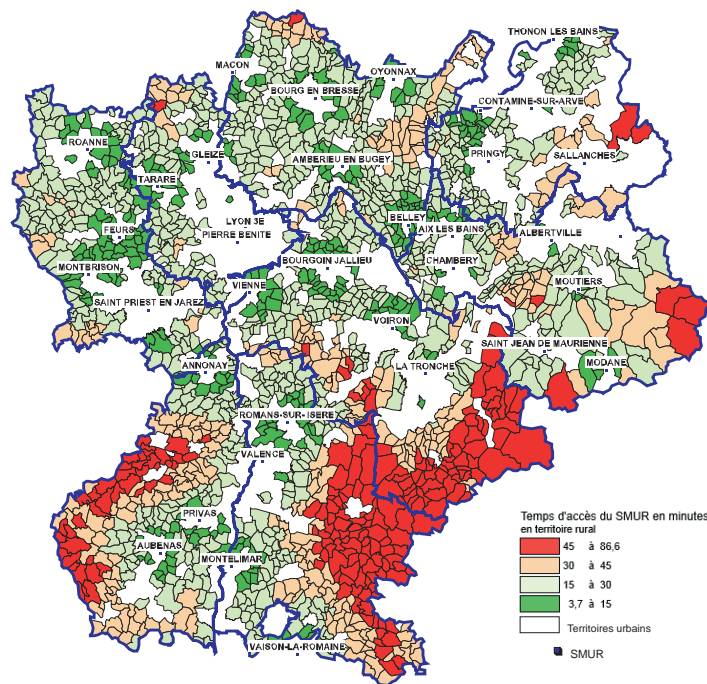 THONON LES BAINS
MACON
OYONNAX
BOURG EN BRESSE
CONTAMINE-SUR-ARVE
ROANNE
GLEIZE
AMBERIEU EN BUGEY
PRINGY
SALLANCHES
TARARE
LYON 3E
PIERRE BENITE
BELLEY
FEURS
AIX LES BAINS
ALBERTVILLE
BOURGOIN JALLIEU
CHAMBERY
MONTBRISON
VIENNE
MOUTIERS
SAINT PRIEST EN JAREZ
VOIRON
SAINT JEAN DE MAURIENNE
LA TRONCHE
MODANE
ANNONAY
ROMANS-SUR-ISERE
VALENCE
PRIVAS
AUBENAS
MONTELIMAR
VAISON-LA-ROMAINE
Temps d'accès du SMUR en minutes
en territoire rural
45 à 86,6
30 à 45
15 à 30
3,7 à 15
Territoires urbains
SMUR